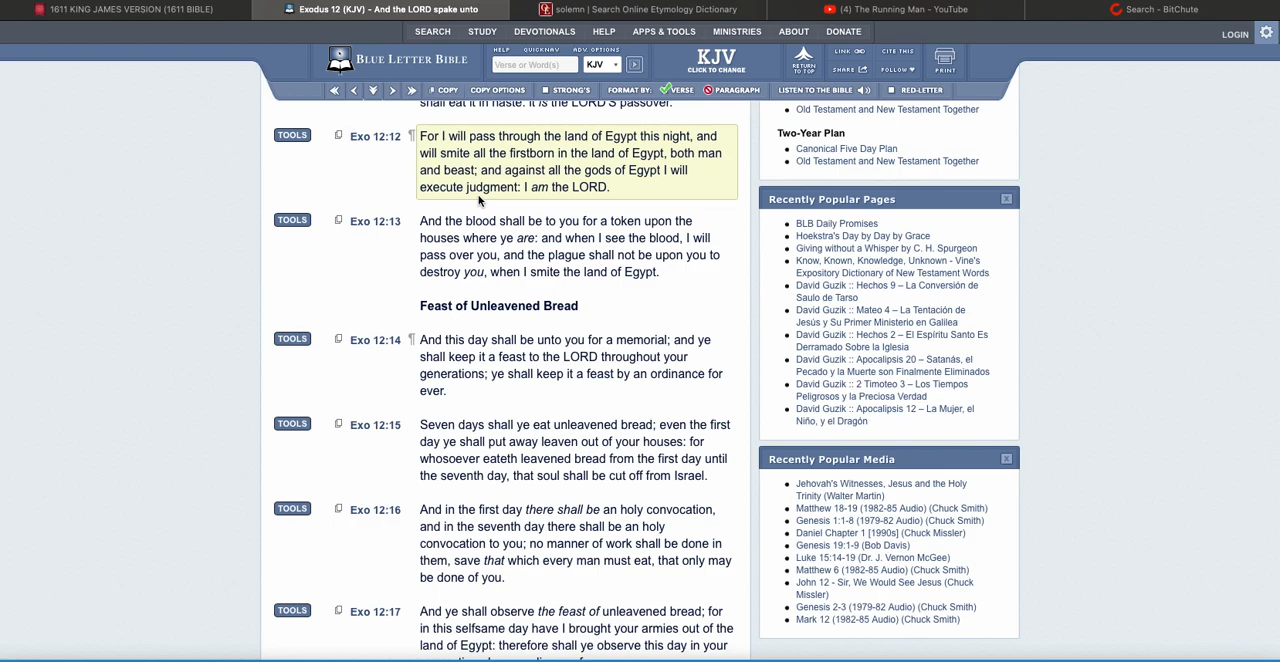 1611 KING JAMES VERSION (1611 BIBLE)
Exodus 12 (KJV) - And the LORD spake unto
solemn | Search Online Etymology Dictionary
(4) The Running Man - YouTube
Search - BitChute
SEARCH STUDY DEVOTIONALS HELP APPS & TOOLS MINISTRIES ABOUT DONATE
LOGIN
BLUE LETTER BIBLE
HELP QUICKNAV ADV. OPTIONS
Verse or Word(s) KJV
KJV
CLICK TO CHANGE
RETURN
TO TOP
LINK CITE THIS
SHARE FOLLOW
PRINT
COPY COPY OPTIONS STRONG'S FORMAT BY: VERSE PARAGRAPH LISTEN TO THE BIBLE RED-LETTER
shall eat it in haste: it is the LORD'S passover.
TOOLS Exo 12:12 ¶ For I will pass through the land of Egypt this night, and
will smite all the firstborn in the land of Egypt, both man
and beast; and against all the gods of Egypt I will
execute judgment: I am the LORD.
TOOLS Exo 12:13 And the blood shall be to you for a token upon the
houses where ye are: and when I see the blood, I will
pass over you, and the plague shall not be upon you to
destroy you, when I smite the land of Egypt.
Feast of Unleavened Bread
TOOLS Exo 12:14 ¶ And this day shall be unto you for a memorial; and ye
shall keep it a feast to the LORD throughout your
generations; ye shall keep it a feast by an ordinance for
ever.
TOOLS Exo 12:15 Seven days shall ye eat unleavened bread; even the first
day ye shall put away leaven out of your houses: for
whosoever eateth leavened bread from the first day until
the seventh day, that soul shall be cut off from Israel.
TOOLS Exo 12:16 And in the first day there shall be an holy convocation,
and in the seventh day there shall be an holy
convocation to you; no manner of work shall be done in
them, save that which every man must eat, that only may
be done of you.
TOOLS Exo 12:17 And ye shall observe the feast of unleavened bread; for
in this selfsame day have I brought your armies out of the
land of Egypt: therefore shall ye observe this day in your
Old Testament and New Testament Together
Two-Year Plan
Canonical Five Day Plan
Old Testament and New Testament Together
Recently Popular Pages
BLB Daily Promises
Hoekstra's Day by Day by Grace
Giving without a Whisper by C. H. Spurgeon
Know, Known, Knowledge, Unknown - Vine's
Expository Dictionary of New Testament Words
David Guzik :: Hechos 9 – La Conversión de
Saulo de Tarso
David Guzik :: Mateo 4 – La Tentación de
Jesús y Su Primer Ministerio en Galilea
David Guzik :: Hechos 2 – El Espíritu Santo Es
Derramado Sobre la Iglesia
David Guzik :: Apocalipsis 20 – Satanás, el
Pecado y la Muerte son Finalmente Eliminados
David Guzik :: 2 Timoteo 3 – Los Tiempos
Peligrosos y la Preciosa Verdad
David Guzik :: Apocalipsis 12 – La Mujer, el
Niño, y el Dragón
Recently Popular Media
Jehovah's Witnesses, Jesus and the Holy
Trinity (Walter Martin)
Matthew 18-19 (1982-85 Audio) (Chuck Smith)
Genesis 1:1-8 (1979-82 Audio) (Chuck Smith)
Daniel Chapter 1 [1990s] (Chuck Missler)
Genesis 19:1-9 (Bob Davis)
Luke 15:14-19 (Dr. J. Vernon McGee)
Matthew 6 (1982-85 Audio) (Chuck Smith)
John 12 - Sir, We Would See Jesus (Chuck
Missler)
Genesis 2-3 (1979-82 Audio) (Chuck Smith)
Mark 12 (1982-85 Audio) (Chuck Smith)